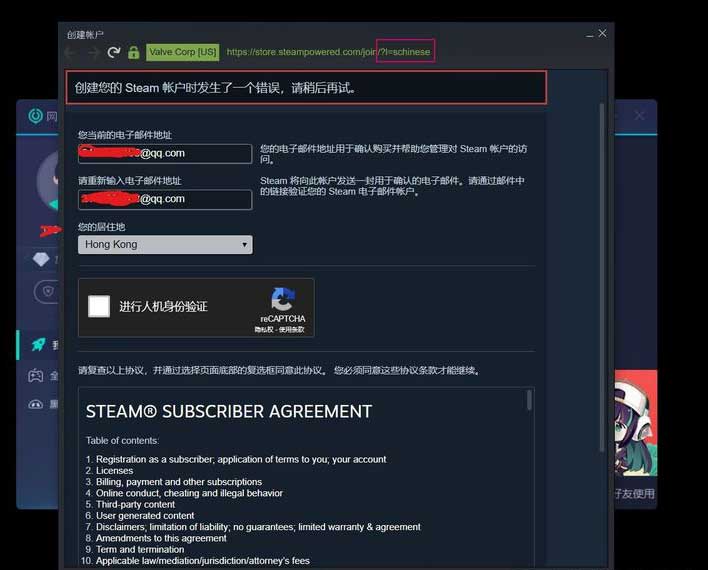 创建帐户
Valve Corp [US]
https://store.steampowered.com/join/?l=schinese
创建您的 Steam 帐户时发生了一个错误，请稍后再试。
网
您当前的电子邮件地址
@qq.com
您的电子邮件地址用于确认购买并帮助您管理对 Steam 帐户的访
问。
请重新输入电子邮件地址
@qq.com
Steam 将向此帐户发送一封用于确认的电子邮件。请通过邮件中
的链接验证您的 Steam 电子邮件帐户。
您的居住地
Hong Kong
进行人机身份验证
reCAPTCHA
隐私权 - 使用条款
请复查以上协议，并通过选择页面底部的复选框同意此协议。 您必须同意这些协议条款才能继续。
STEAM® SUBSCRIBER AGREEMENT
Table of contents:
1. Registration as a subscriber; application of terms to you; your account
2. Licenses
3. Billing, payment and other subscriptions
4. Online conduct, cheating and illegal behavior
5. Third-party content
6. User generated content
7. Disclaimers; limitation of liability; no guarantees; limited warranty & agreement
8. Amendments to this agreement
9. Term and termination
10. Applicable law/mediation/jurisdiction/attorney's fees
好友使用